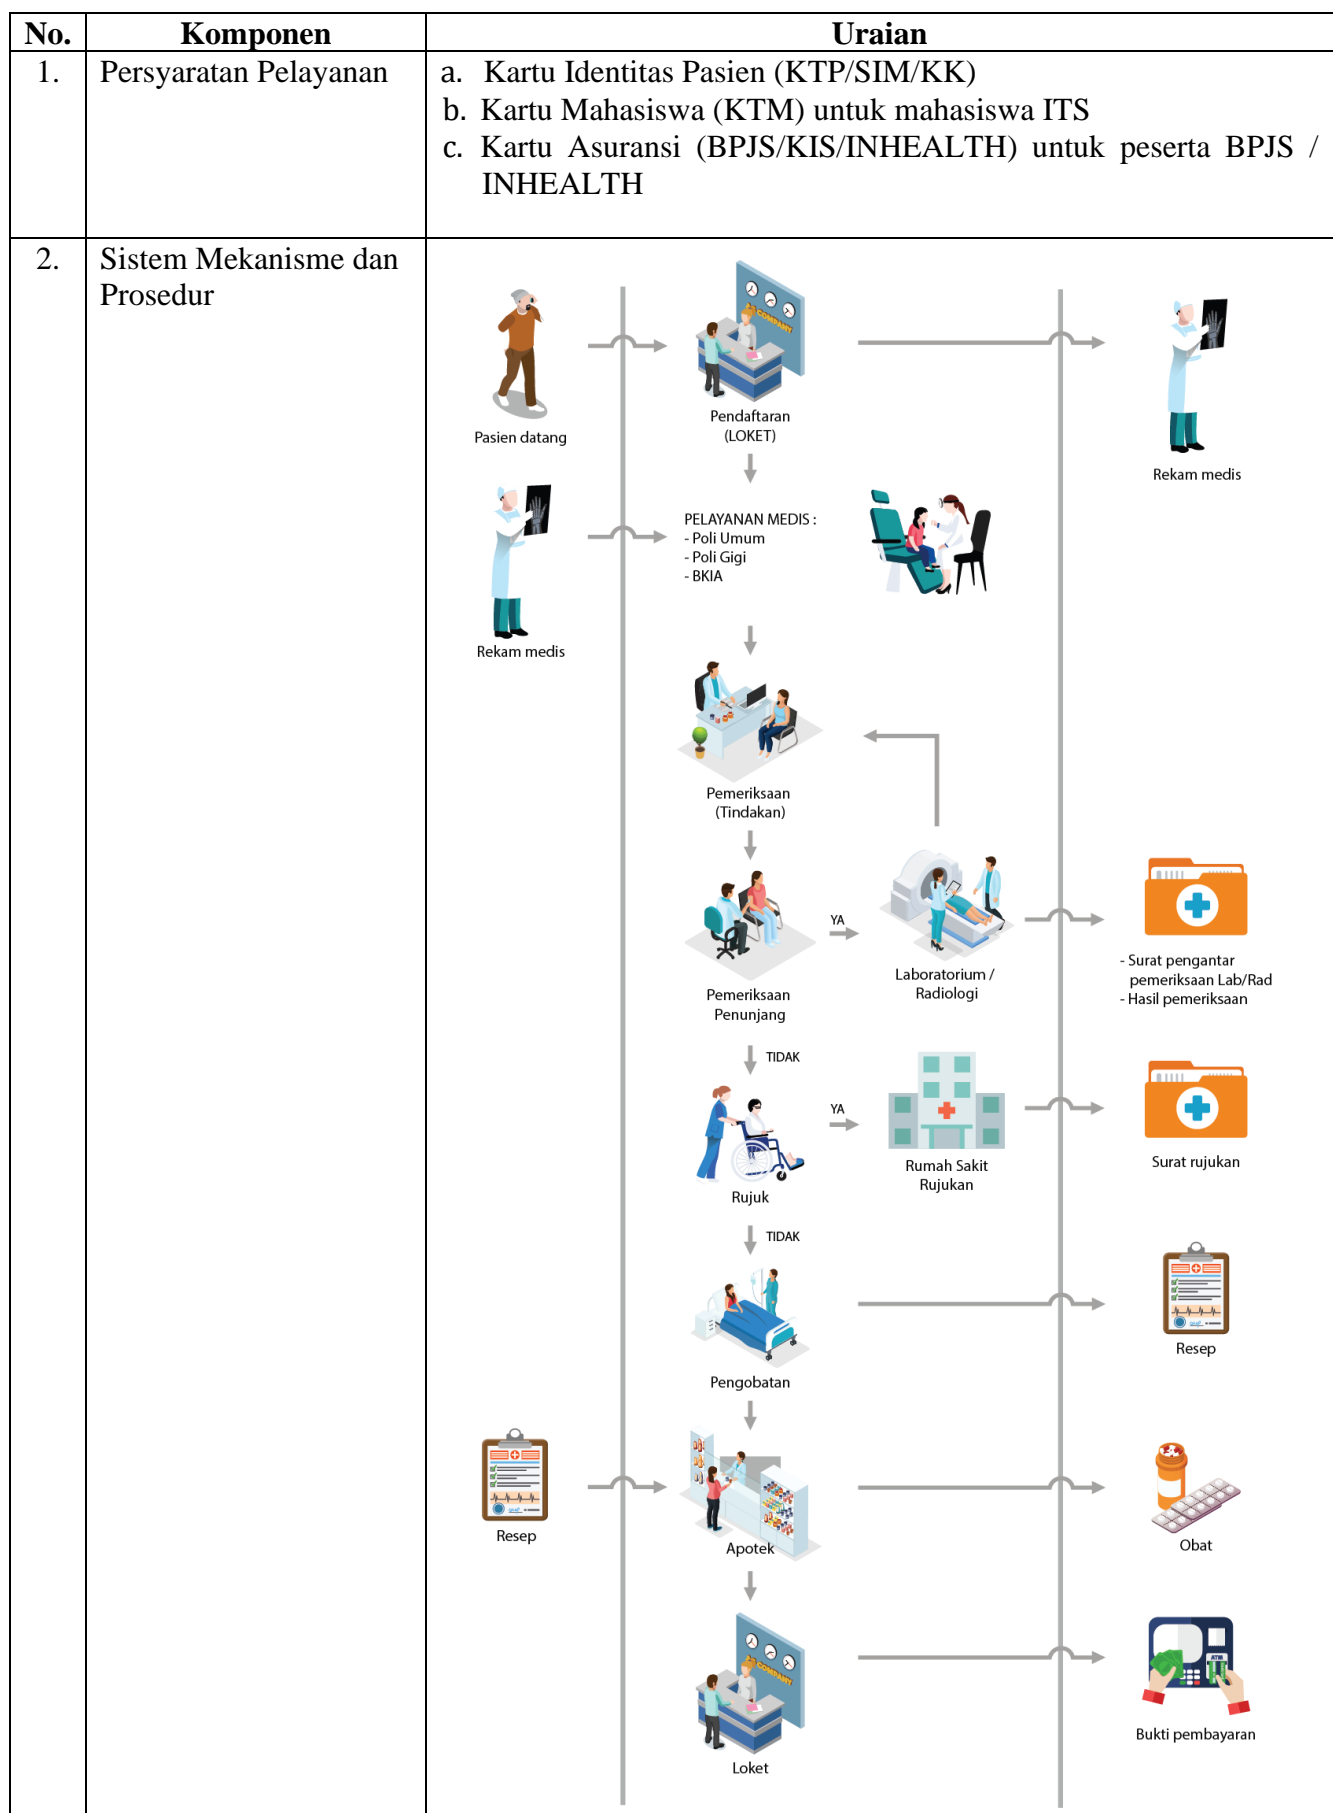 No.
Komponen
Uraian
1.
Persyaratan Pelayanan
a. Kartu Identitas Pasien (KTP/SIM/KK)
b. Kartu Mahasiswa (KTM) untuk mahasiswa ITS
c. Kartu Asuransi (BPJS/KIS/INHEALTH) untuk peserta BPJS /
INHEALTH
2.
Sistem Mekanisme dan
Prosedur
Pasien datang
COMPANY
Pendaftaran
(LOKET)
Rekam medis
Rekam medis
PELAYANAN MEDIS :
- Poli Umum
- Poli Gigi
- BKIA
Pemeriksaan
(Tindakan)
Pemeriksaan
Penunjang
YA
Laboratorium /
Radiologi
- Surat pengantar
pemeriksaan Lab/Rad
- Hasil pemeriksaan
TIDAK
Rujuk
YA
Rumah Sakit
Rujukan
Surat rujukan
TIDAK
Pengobatan
Resep
Resep
Apotek
Obat
COMPANY
Loket
ATM
Bukti pembayaran